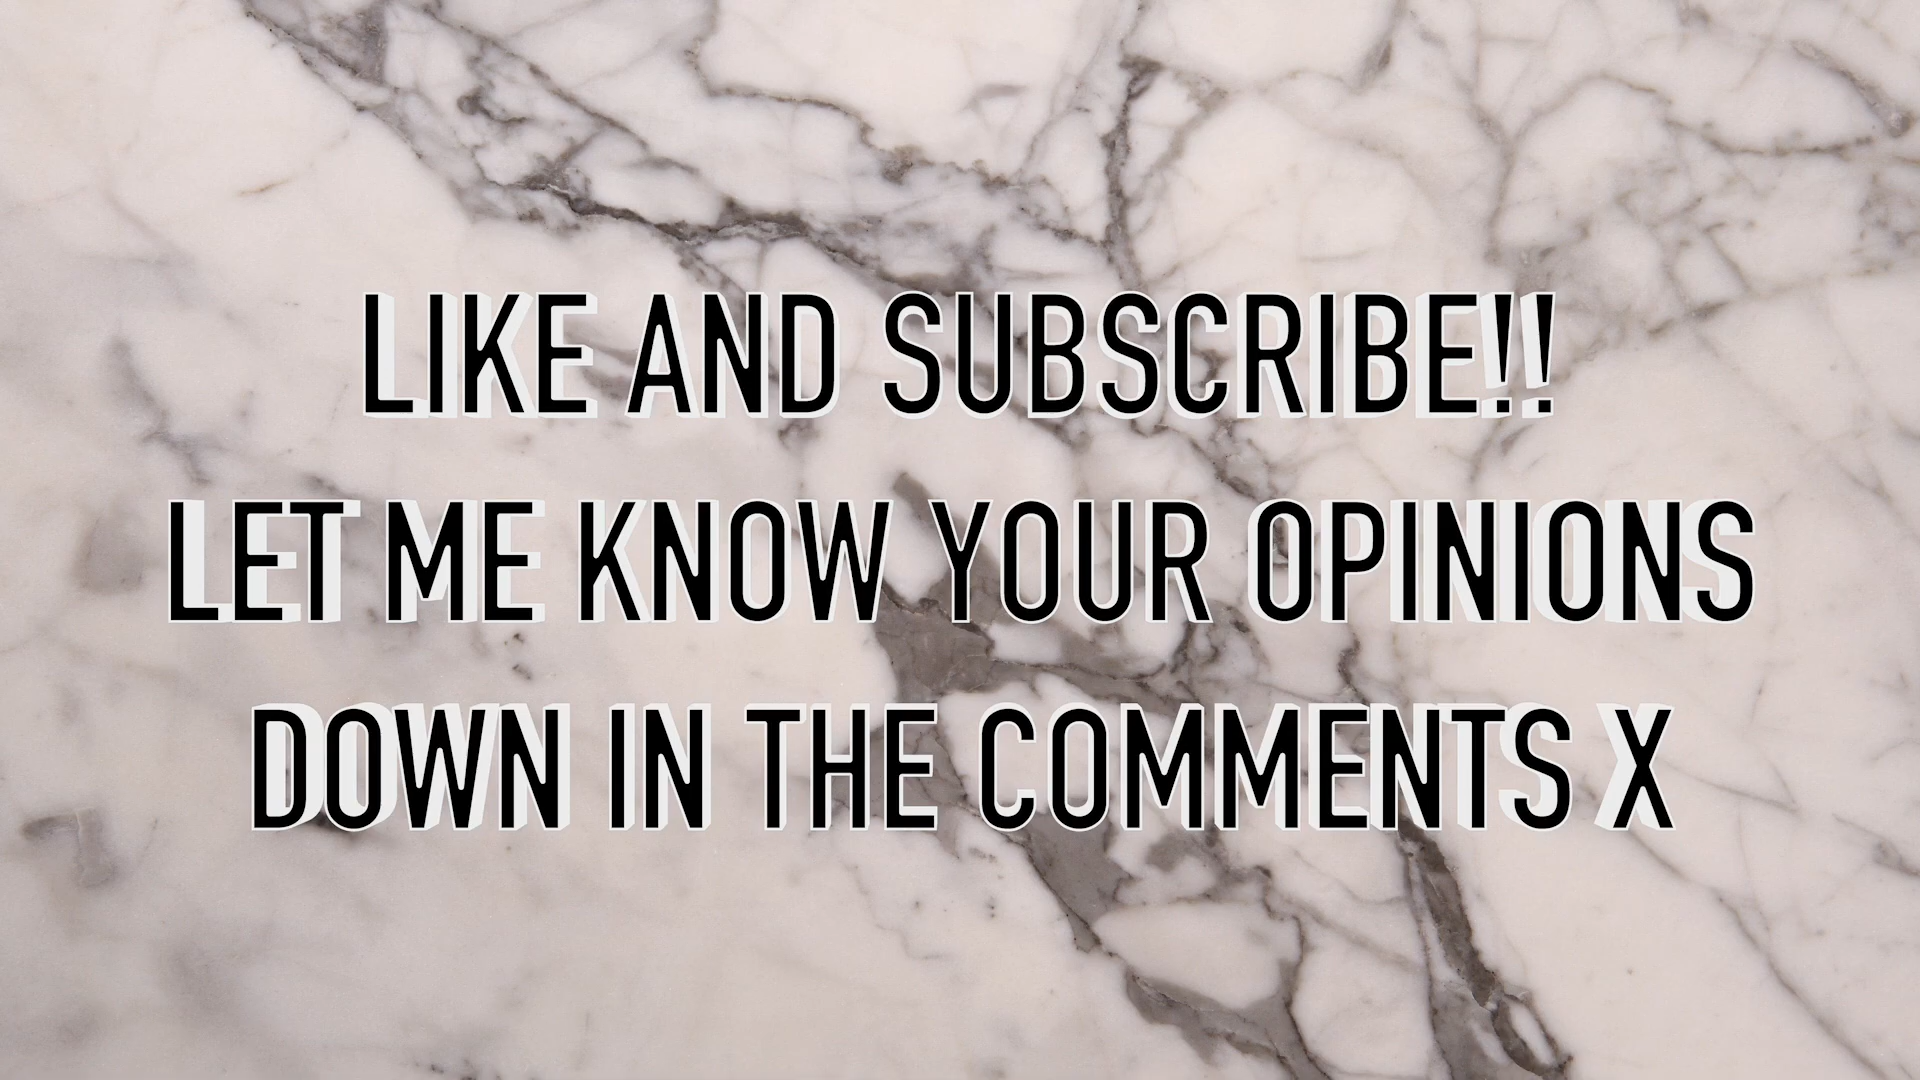 LIKE AND SUBSCRIBE!!
LET ME KNOW YOUR OPINIONS
DOWN IN THE COMMENTS X